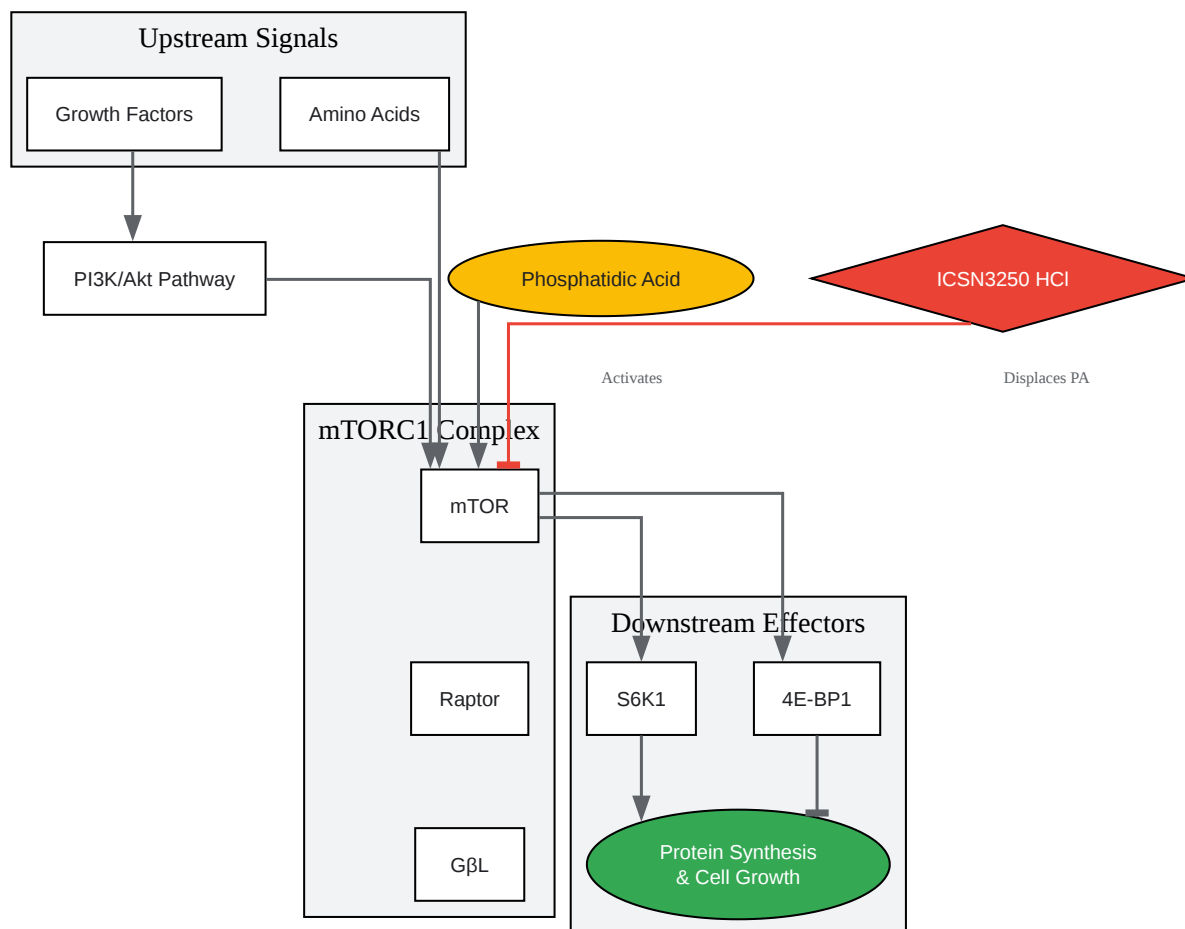 Upstream Signals
Growth Factors
Amino Acids
PI3K/Akt Pathway
Phosphatidic Acid
ICSN3250 HCl
Activates
Displaces PA
mTORC1 Complex
mTOR
Downstream Effectors
Raptor
S6K1
4E-BP1
GβL
Protein Synthesis
& Cell Growth